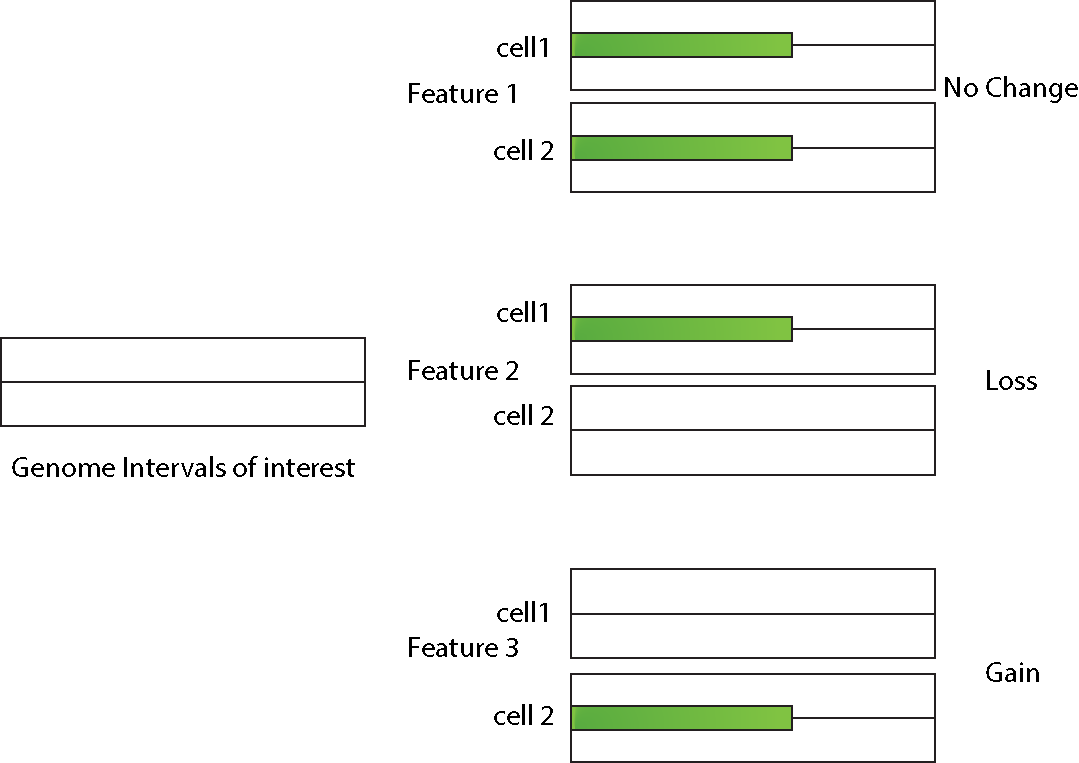 cell1
Feature 1
No Change
cell 2
cell1
Feature 2
Loss
cell 2
Genome Intervals of interest
cell1
Feature 3
Gain
cell 2